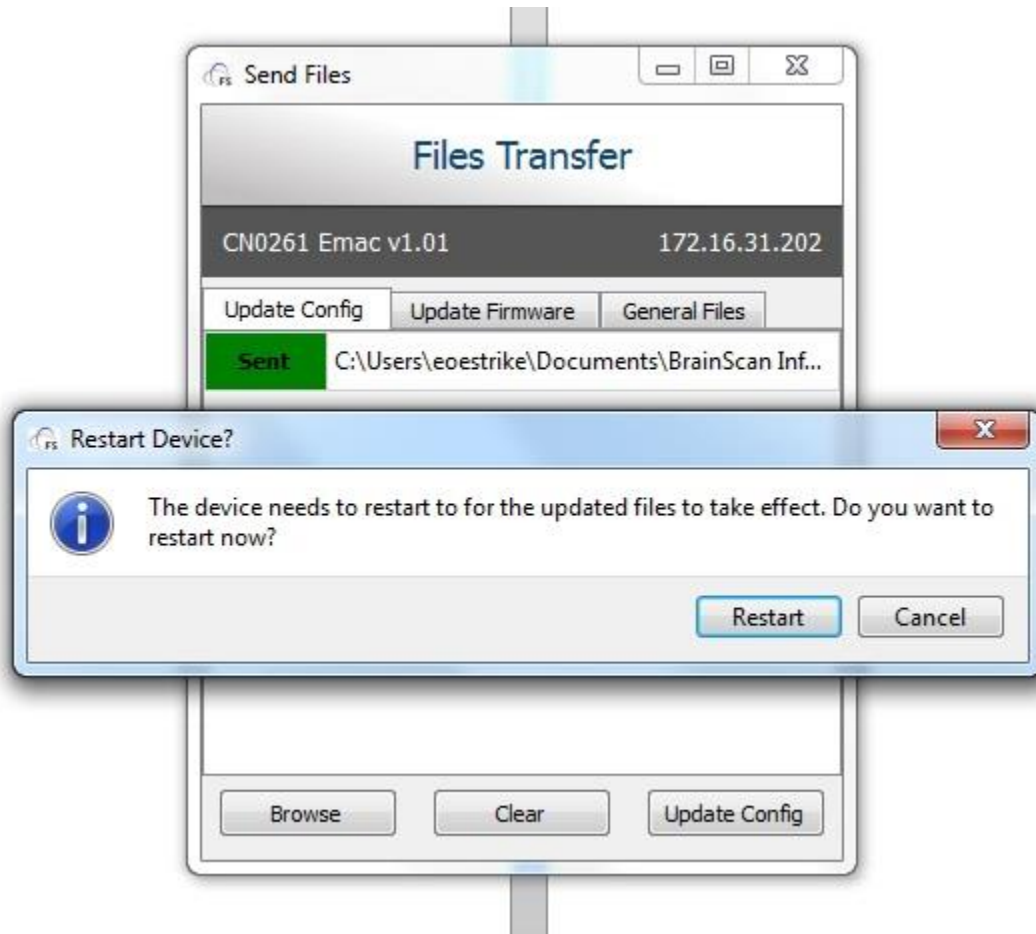 FS Send Files
Files Transfer
CN0261 Emac v1.01 172.16.31.202
Update Config Update Firmware General Files
Sent C:\Users\eoestrike\Documents\BrainScan Inf...
FS Restart Device?
The device needs to restart to for the updated files to take effect. Do you want to
restart now?
Restart Cancel
Browse Clear Update Config